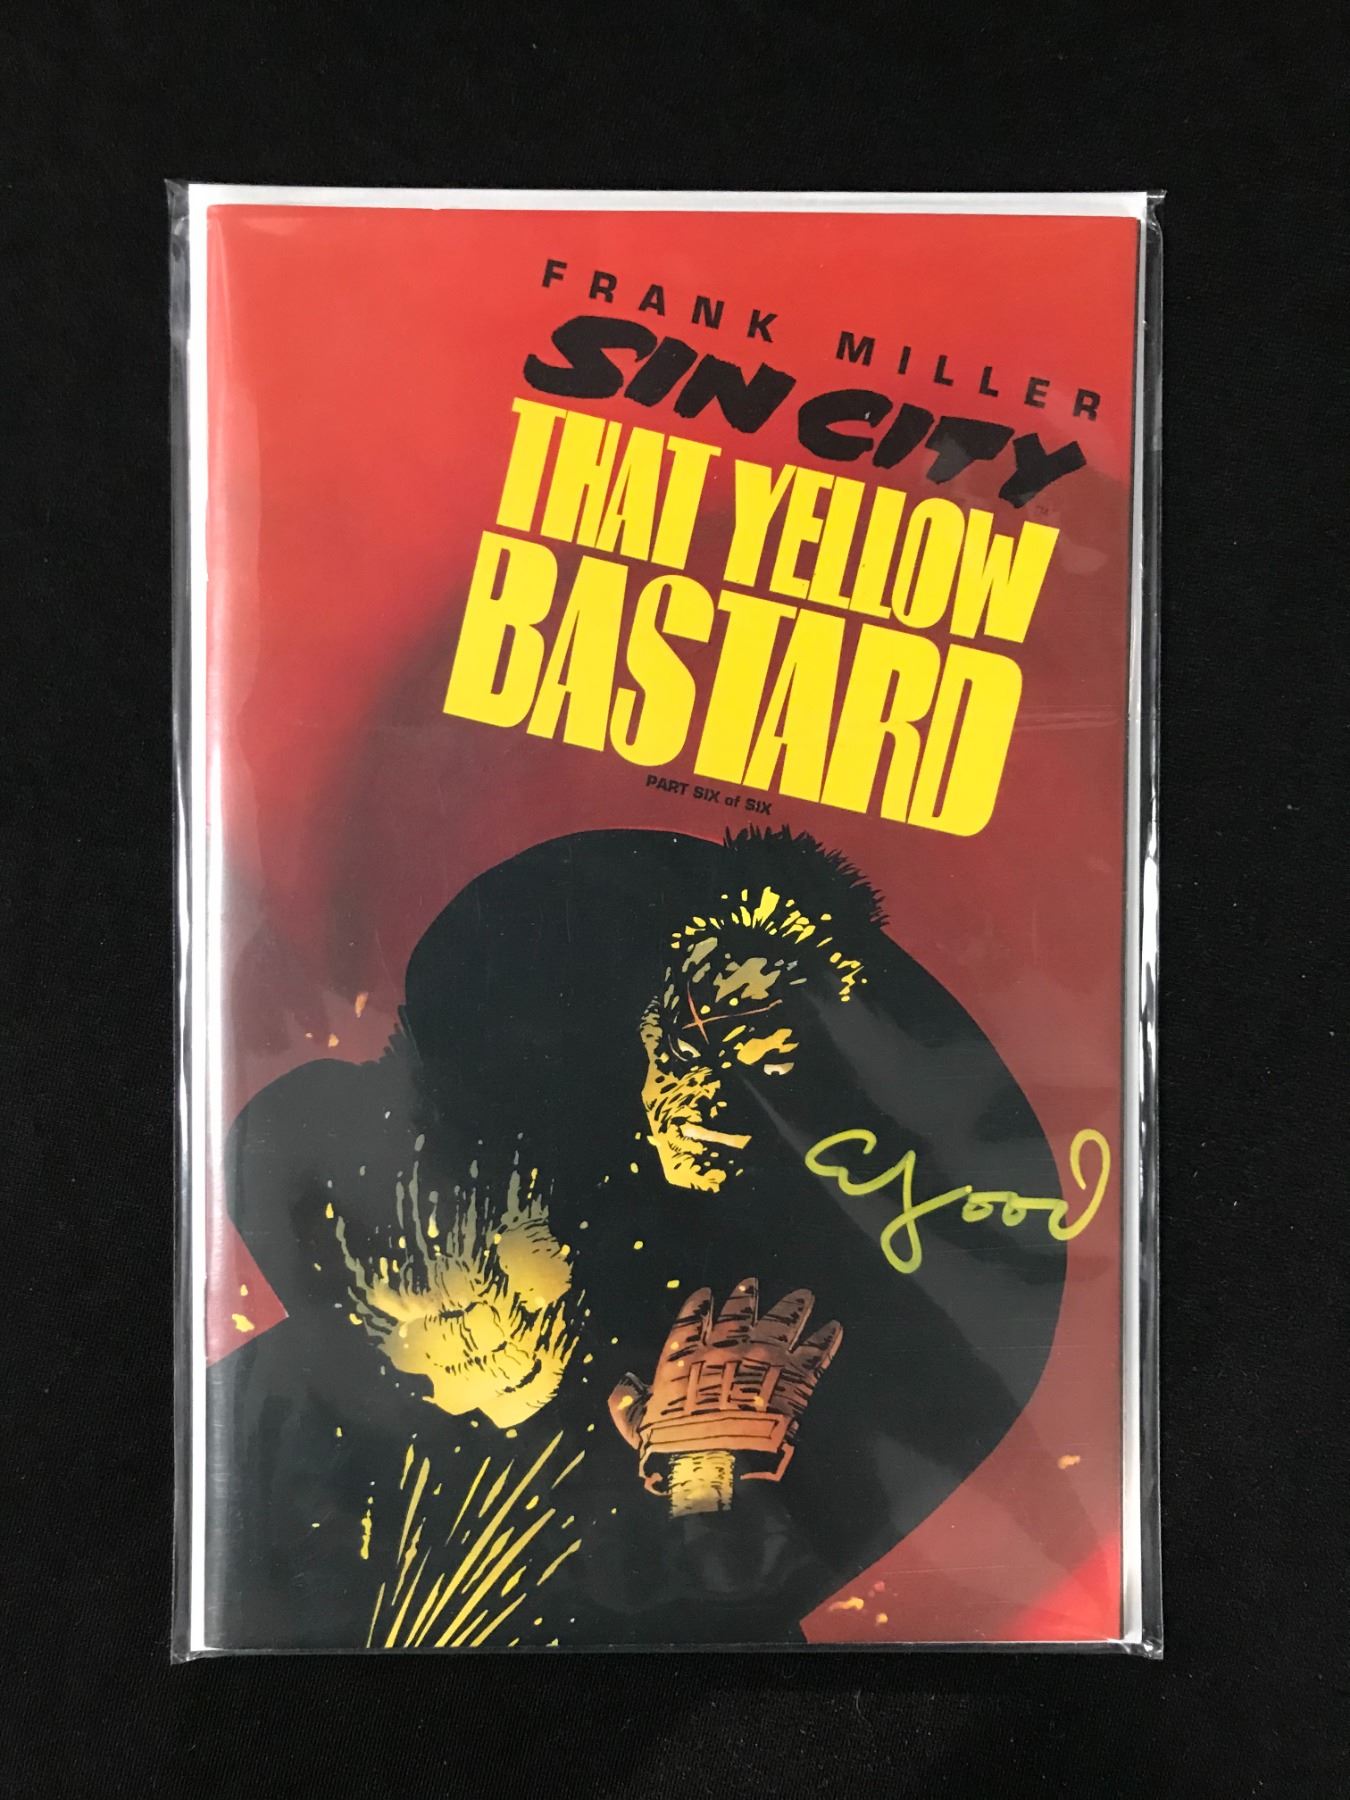 FRANK MILLER
SIN CITY
THAT YELLOW
BASTARD
PART SIX of SIX